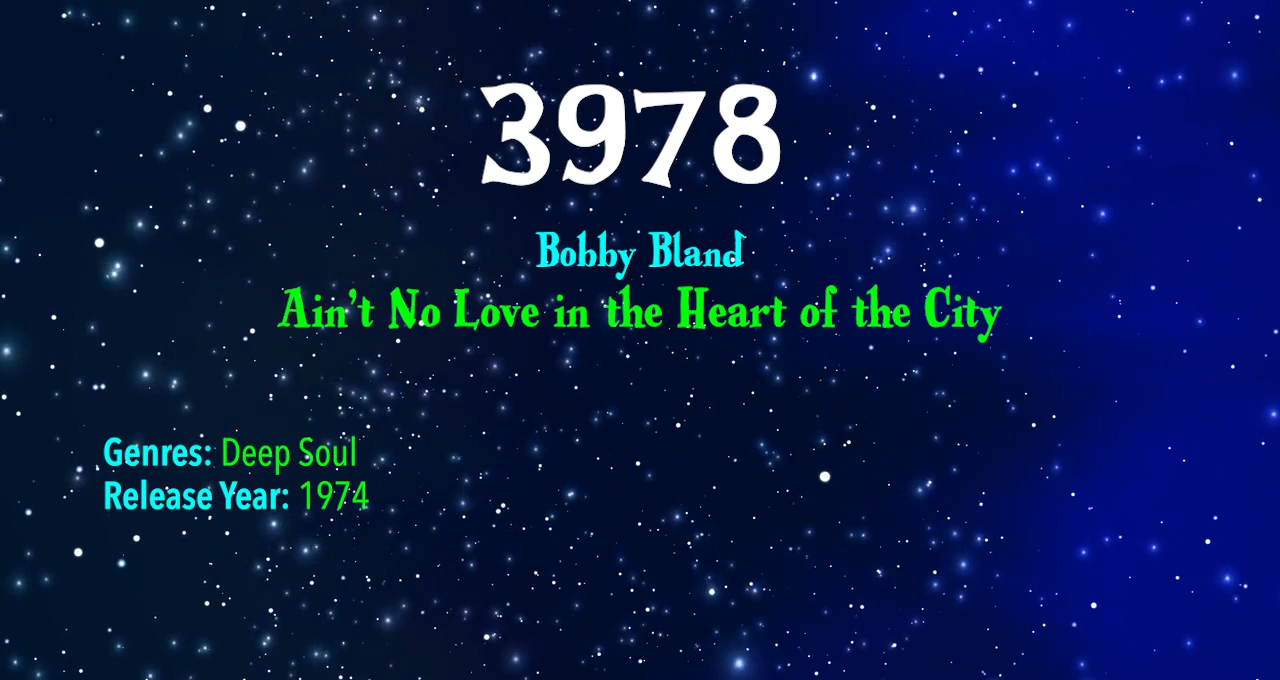 3978
Bobby Bland
Ain't No Love in the Heart of the City
Genres: Deep Soul
Release Year: 1974